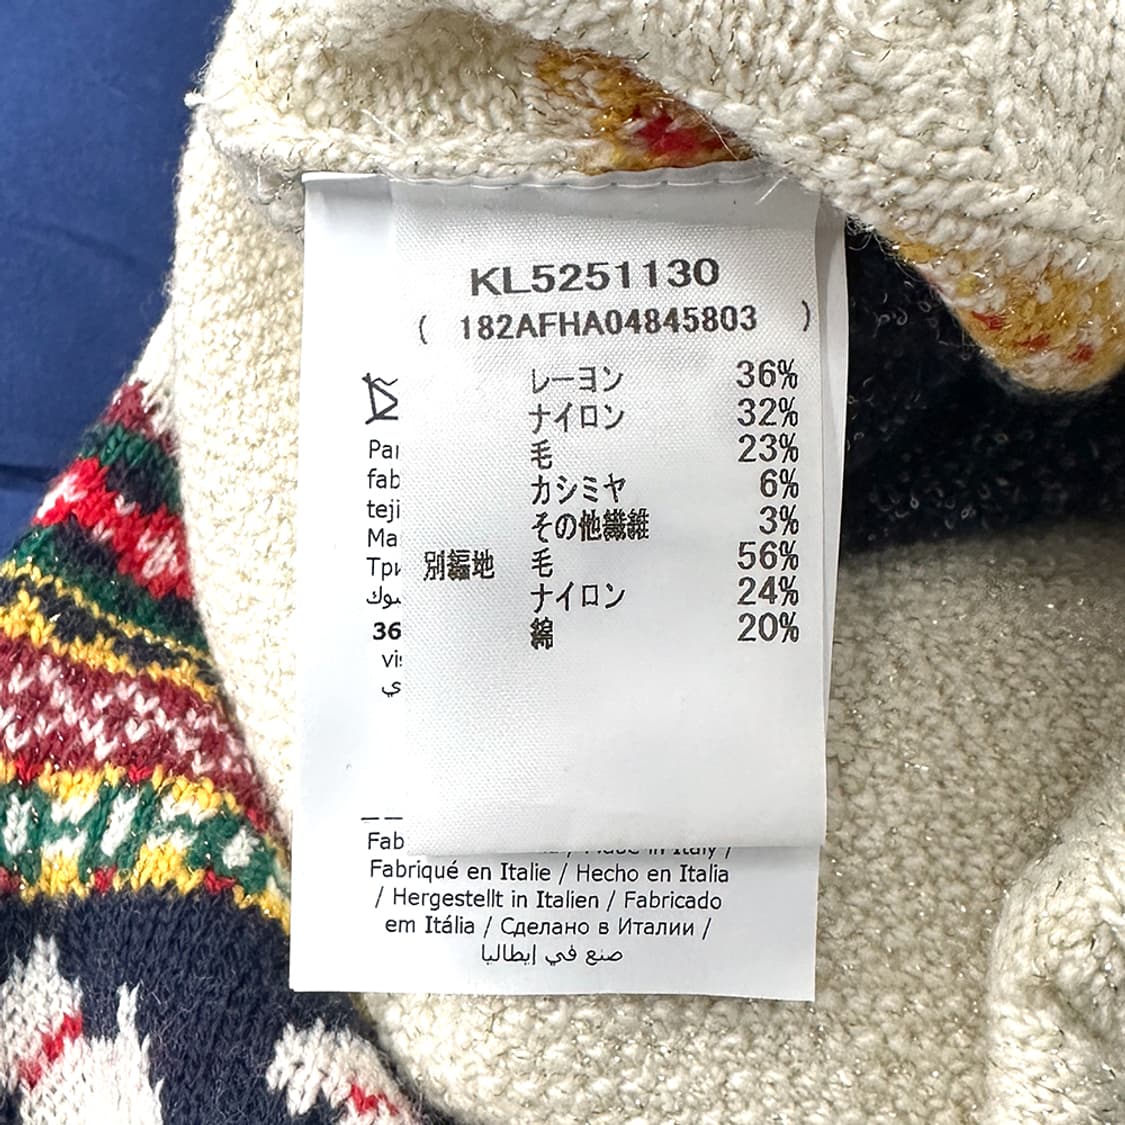 KL5251130
( 182AFHA04845803 )
レーヨン 36%
ナイロン 32%
毛 23%
カシミヤ 6%
その他繊維 3%
別編地 毛 56%
ナイロン 24%
綿 20%
36
Fabriqué en Italie / Hecho en Italia
/ Hergestellt in Italien / Fabricado
em Itália / Сделано в Италии /
صنع في إيطاليا